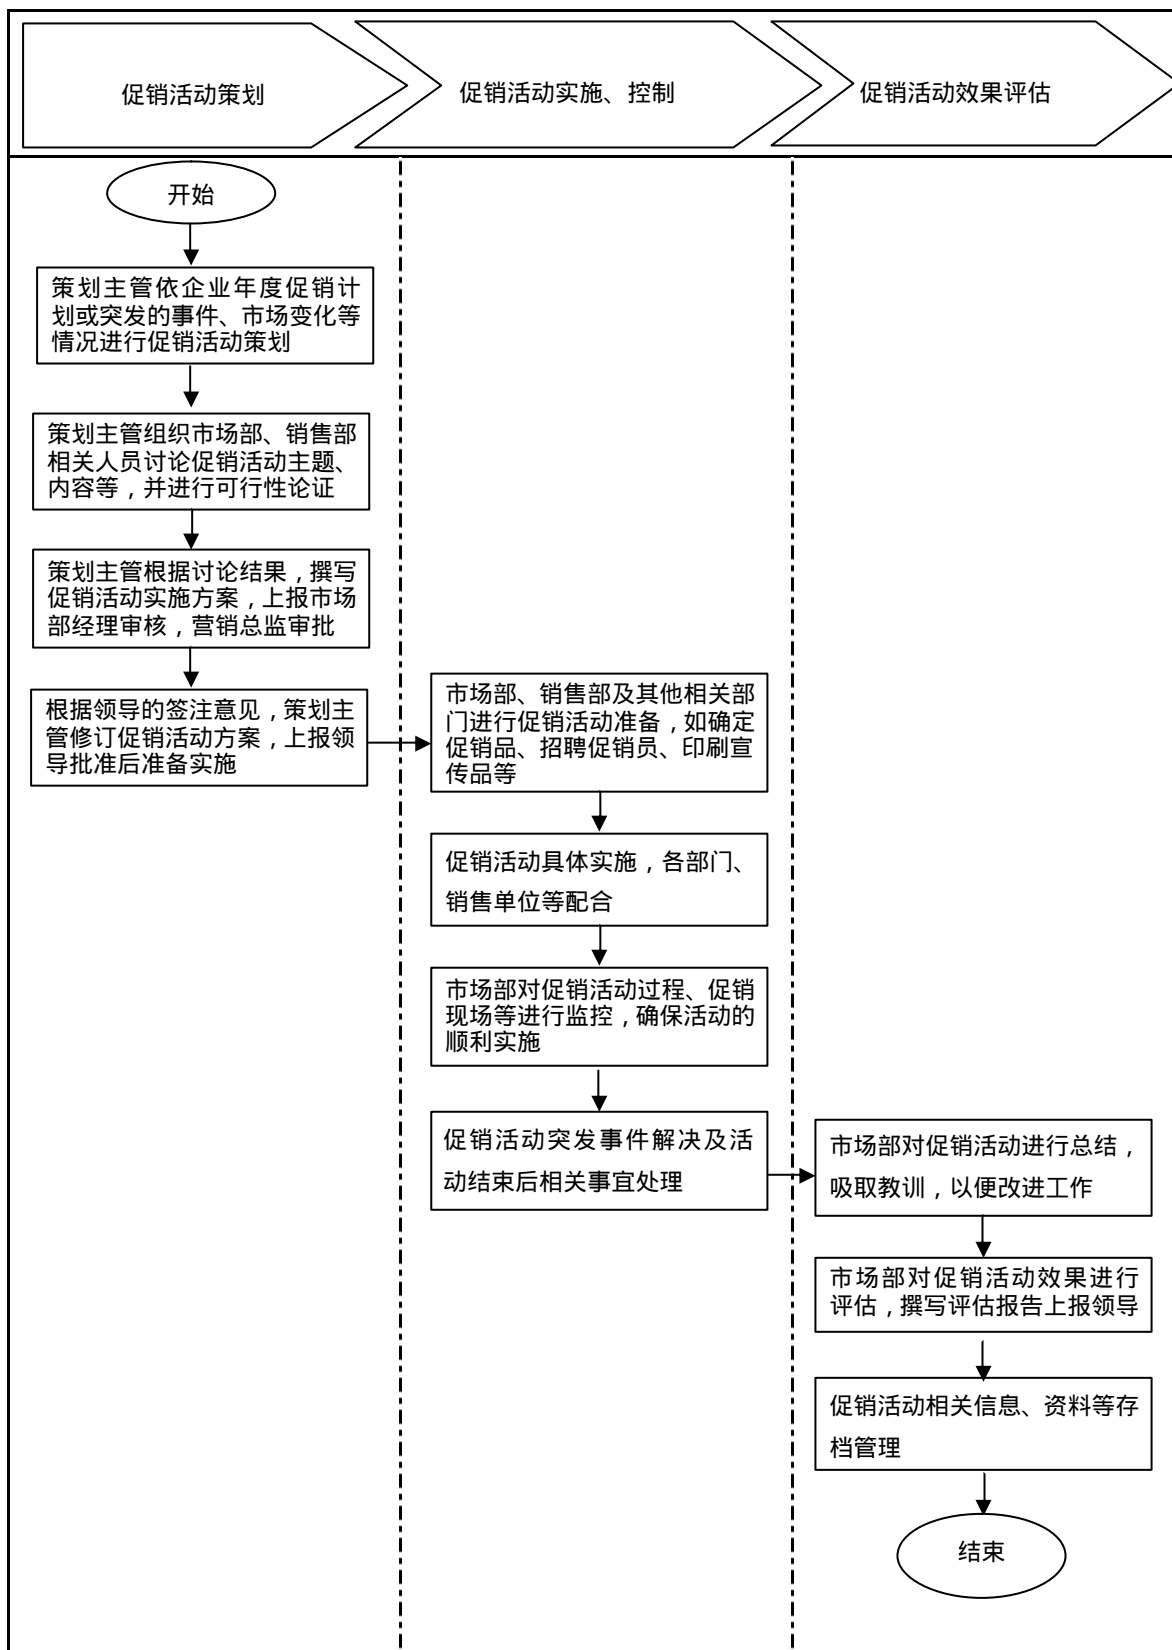 促销活动策划
促销活动实施、控制
促销活动效果评估
开始
策划主管依企业年度促销计
划或突发的事件、市场变化等
情况进行促销活动策划
策划主管组织市场部、销售部
相关人员讨论促销活动主题、
内容等，并进行可行性论证
策划主管根据讨论结果，撰写
促销活动实施方案，上报市场
部经理审核，营销总监审批
根据领导的签注意见，策划主
管修订促销活动方案，上报领
导批准后准备实施
市场部、销售部及其他相关部
门进行促销活动准备，如确定
促销品、招聘促销员、印刷宣
传品等
促销活动具体实施，各部门、
销售单位等配合
市场部对促销活动过程、促销
现场等进行监控，确保活动的
顺利实施
促销活动突发事件解决及活
动结束后相关事宜处理
市场部对促销活动进行总结，
吸取教训，以便改进工作
市场部对促销活动效果进行
评估，撰写评估报告上报领导
促销活动相关信息、资料等存
档管理
结束